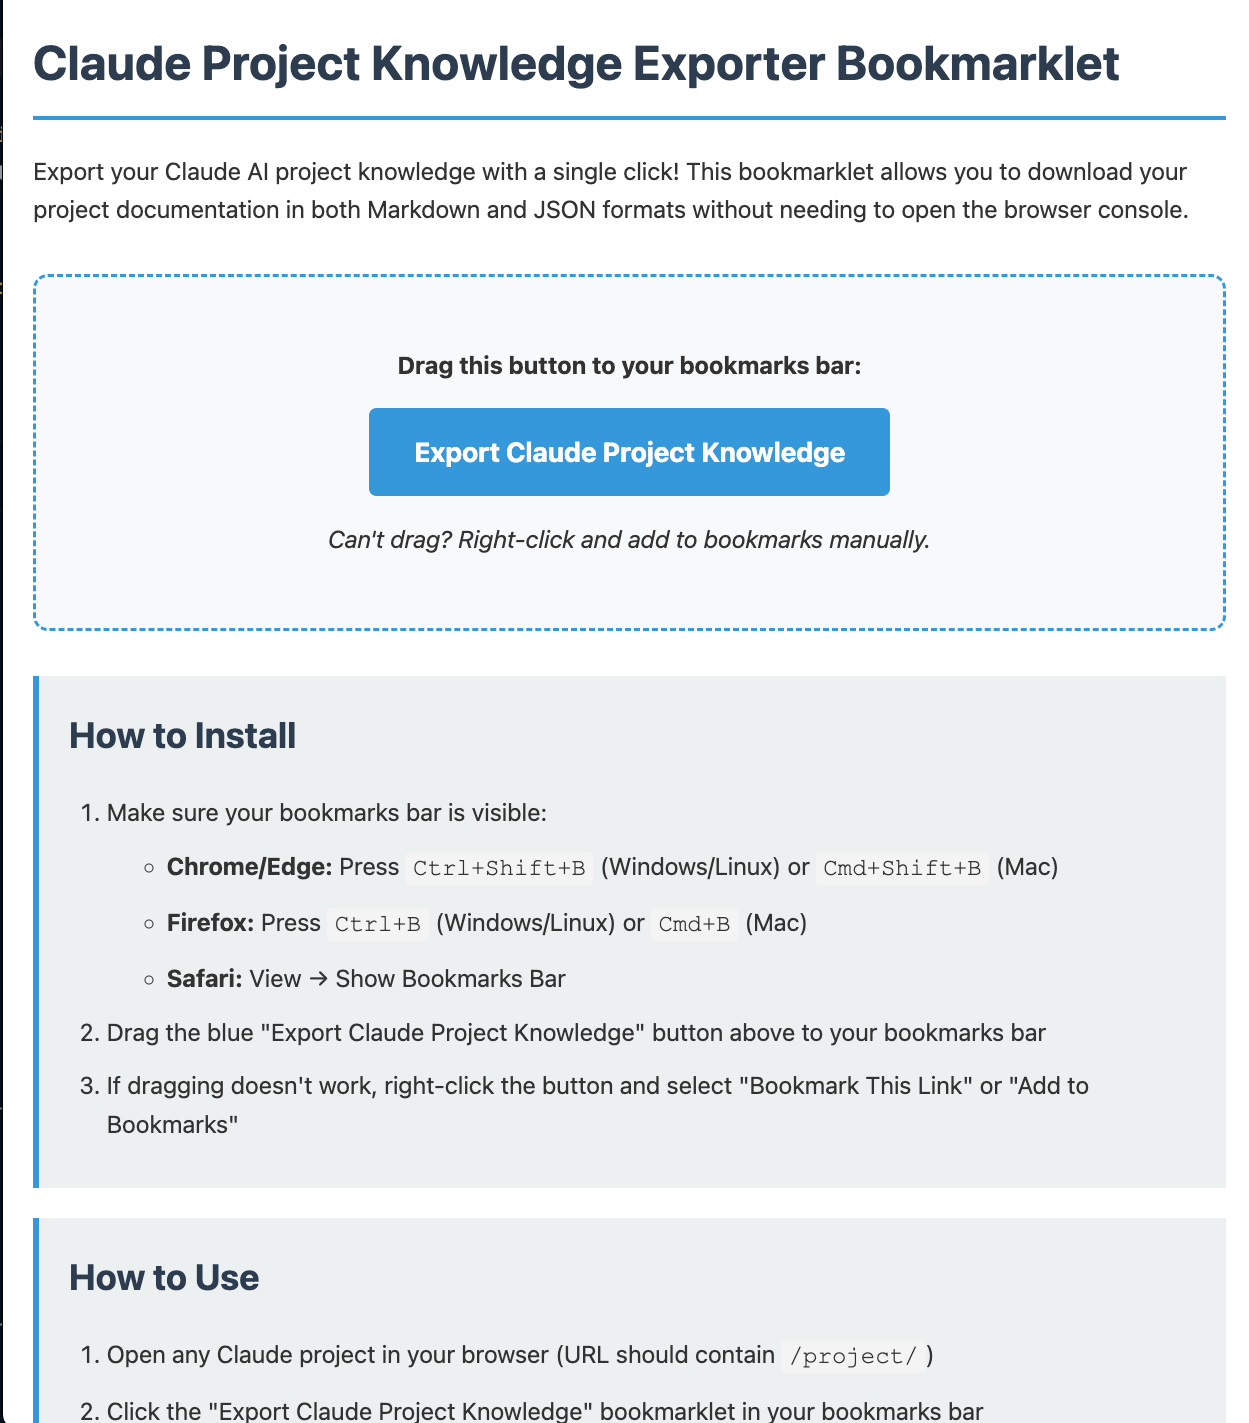 Claude Project Knowledge Exporter Bookmarklet
Export your Claude AI project knowledge with a single click! This bookmarklet allows you to download your
project documentation in both Markdown and JSON formats without needing to open the browser console.
Drag this button to your bookmarks bar:
Export Claude Project Knowledge
Can't drag? Right-click and add to bookmarks manually.
How to Install
1. Make sure your bookmarks bar is visible:
◦ Chrome/Edge: Press Ctrl+Shift+B (Windows/Linux) or Cmd+Shift+B (Mac)
◦ Firefox: Press Ctrl+B (Windows/Linux) or Cmd+B (Mac)
◦ Safari: View → Show Bookmarks Bar
2. Drag the blue "Export Claude Project Knowledge" button above to your bookmarks bar
3. If dragging doesn't work, right-click the button and select "Bookmark This Link" or "Add to
Bookmarks"
How to Use
1. Open any Claude project in your browser (URL should contain /project/ )
2. Click the "Export Claude Project Knowledge" bookmarklet in your bookmarks bar